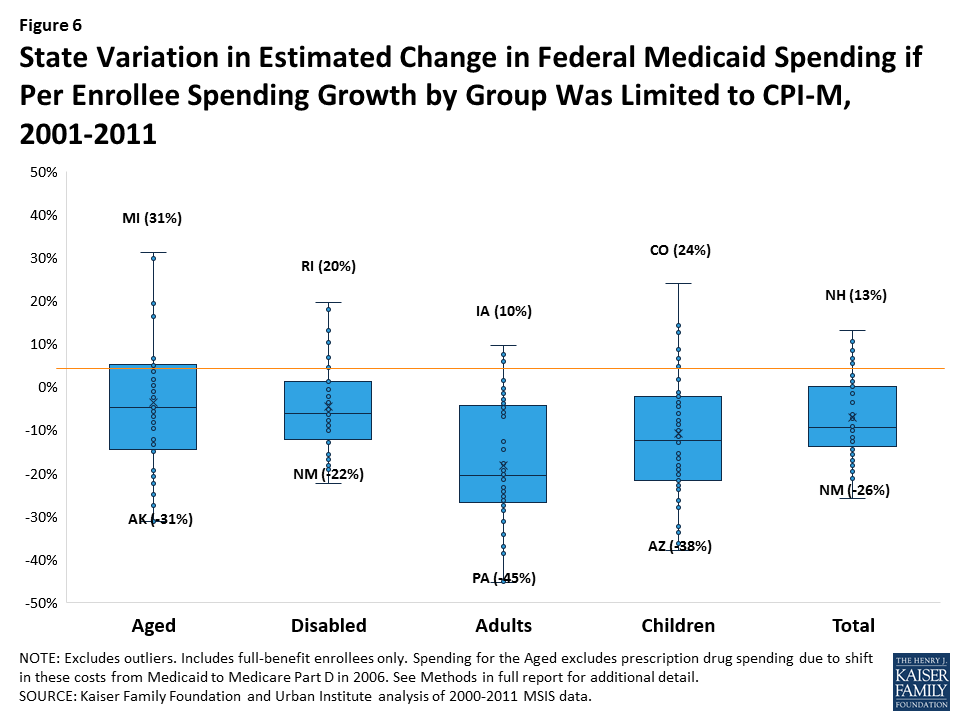 Figure 6
State Variation in Estimated Change in Federal Medicaid Spending if
Per Enrollee Spending Growth by Group Was Limited to CPI-M,
2001-2011
50%
40%
30%
20%
10%
0%
-10%
-20%
-30%
-40%
-50%
MI (31%)
AK (-31%)
RI (20%)
NM (-22%)
IA (10%)
PA (-45%)
CO (24%)
AZ (-38%)
NH (13%)
NM (-26%)
Aged
Disabled
Adults
Children
Total
NOTE: Excludes outliers. Includes full-benefit enrollees only. Spending for the Aged excludes prescription drug spending due to shift
in these costs from Medicaid to Medicare Part D in 2006. See Methods in full report for additional detail.
SOURCE: Kaiser Family Foundation and Urban Institute analysis of 2000-2011 MSIS data.
THE HENRY J.
KAISER
FAMILY
FOUNDATION